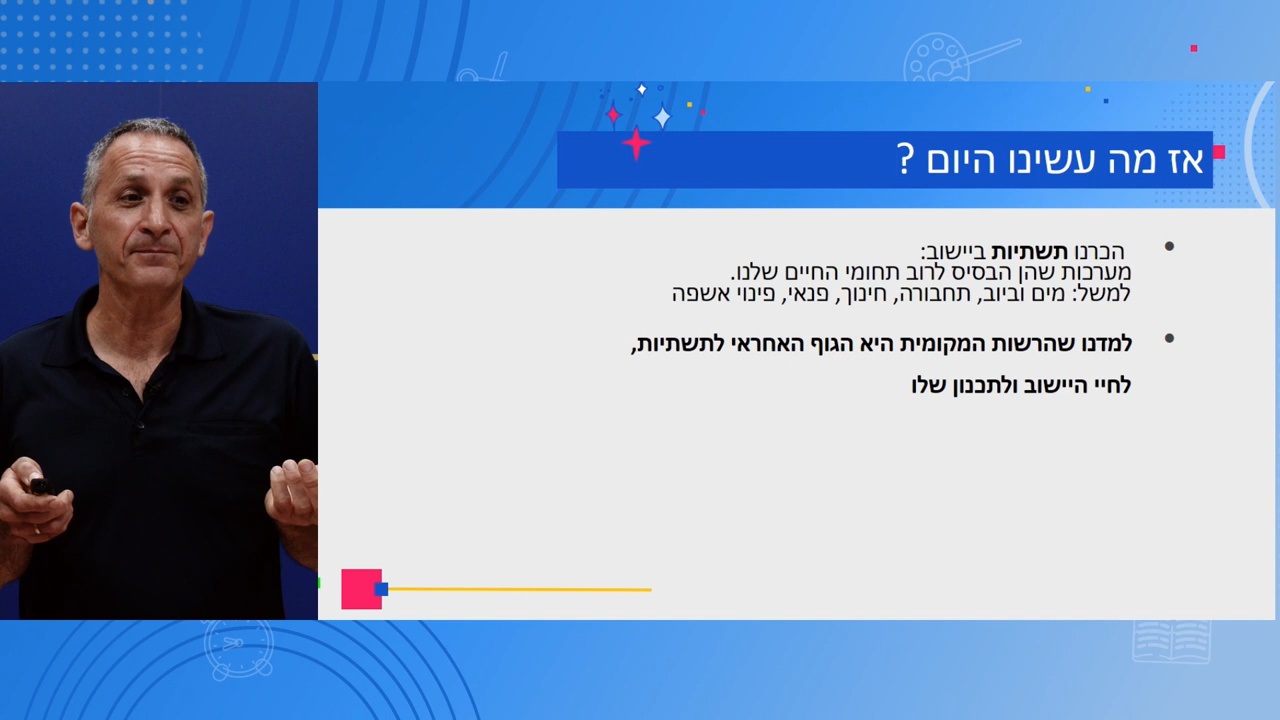 אז מה עשינו היום ?
הכרנו תשתיות ביישוב:
מערכות שהן הבסיס לרוב תחומי החיים שלנו.
למשל: מים וביוב, תחבורה, חינוך, פנאי, פינוי אשפה
למדנו שהרשות המקומית היא הגוף האחראי לתשתיות,
לחיי היישוב ולתכנון שלו